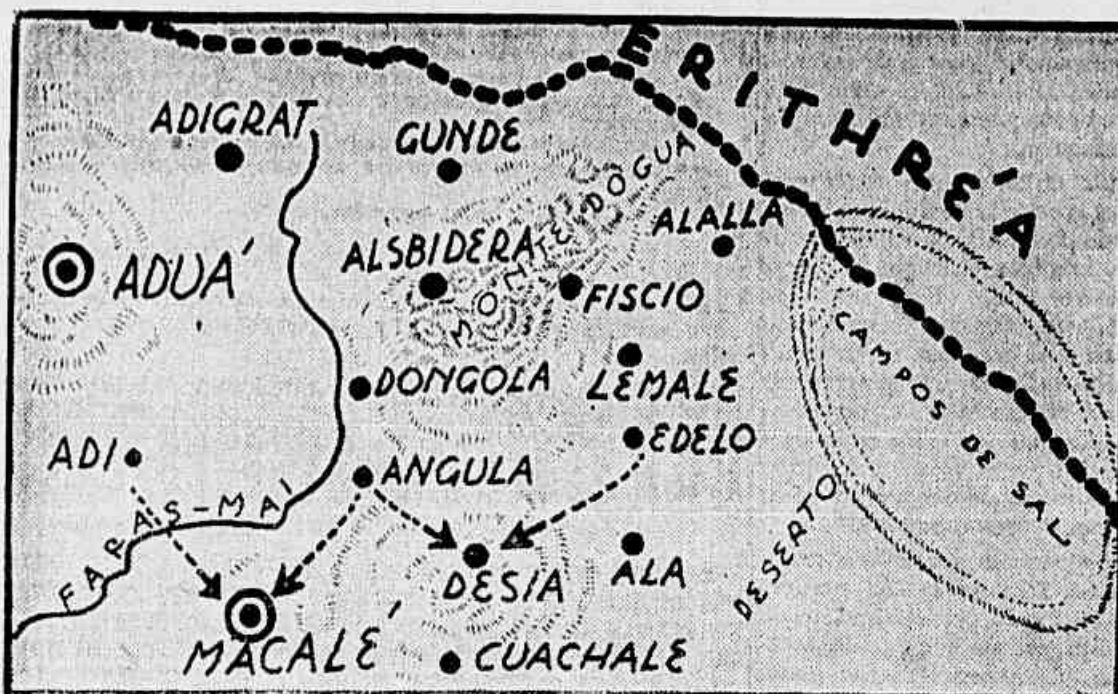 ERITHRÉA
ADIGRAT
GUNDE
MONTE DOGUA
ALALLA
ADUÁ
ALSBIDERA
FISCIO
CAMPOS DE SAL
DONGOLA
LEMALE
ADI
ANGULA
EDELO
FARAS-MAI
DESERTO
DESIA
ALA
MACALÉ
CUACHALE